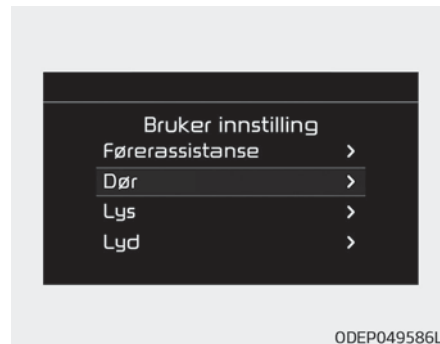 Bruker innstilling
Førerassistanse >
Dør >
Lys >
Lyd >
ODEP049586L